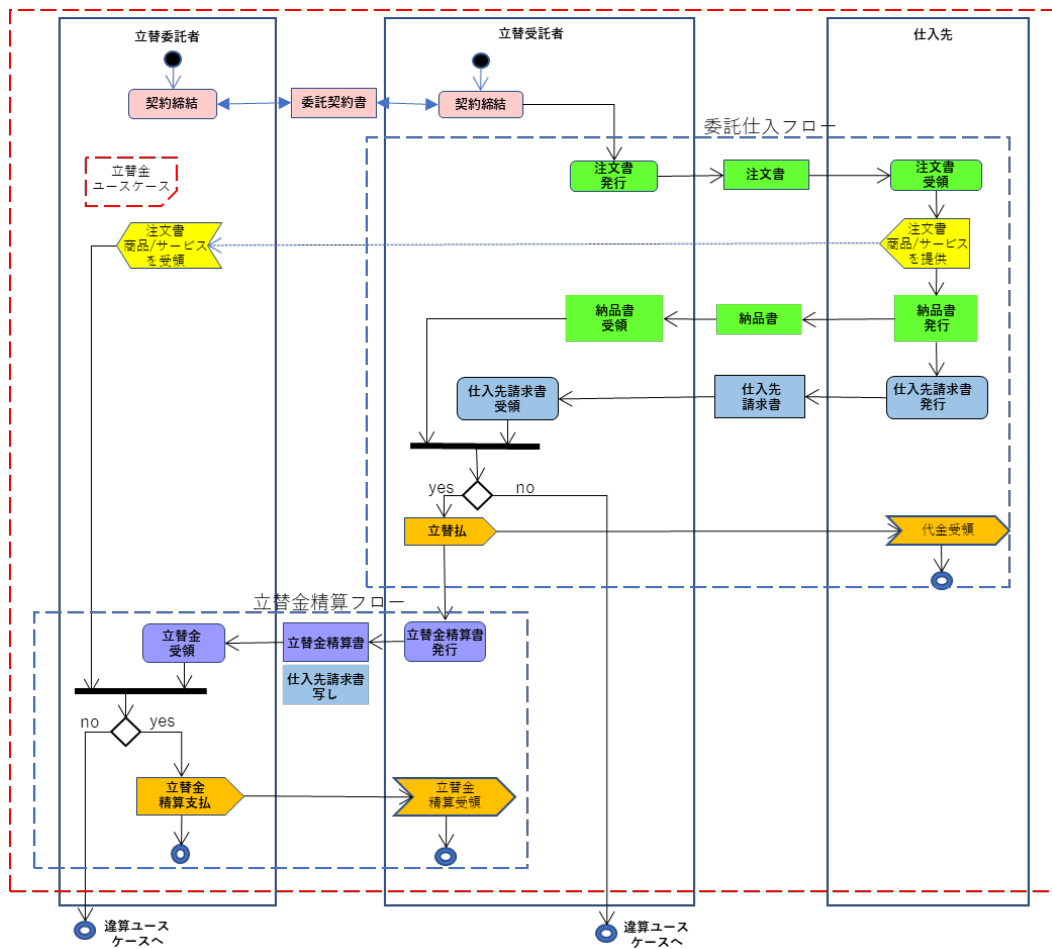 立替委託者
立替受託者
仕入先
契約締結
委託契約書
契約締結
委託仕入フロー
立替金
ユースケース
注文書
発行
注文書
注文書
受領
注文書
商品/サービス
を受領
注文書
商品/サービス
を提供
納品書
受領
納品書
納品書
発行
仕入先請求書
受領
仕入先
請求書
仕入先請求書
発行
yes
no
立替払
代金受領
立替金精算フロー
立替金
受領
立替金精算書
立替金精算書
発行
仕入先請求書
写し
no
yes
立替金
精算支払
立替金
精算受領
違算ユース
ケースへ
違算ユース
ケースへ